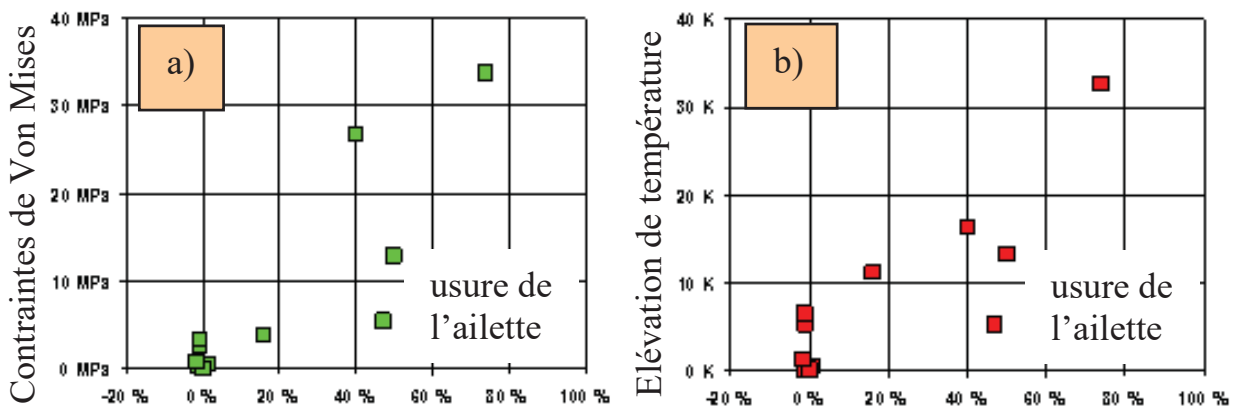 Contraintes de Von Mises
40 MPa
30 MPa
20 MPa
10 MPa
0 MPa
a)
usure de
l’ailette
-20 %
0 %
20 %
40 %
60 %
80 %
100 %
Elévation de température
40 K
30 K
20 K
10 K
0 K
b)
usure de
l’ailette
-20 %
0 %
20 %
40 %
60 %
80 %
100 %